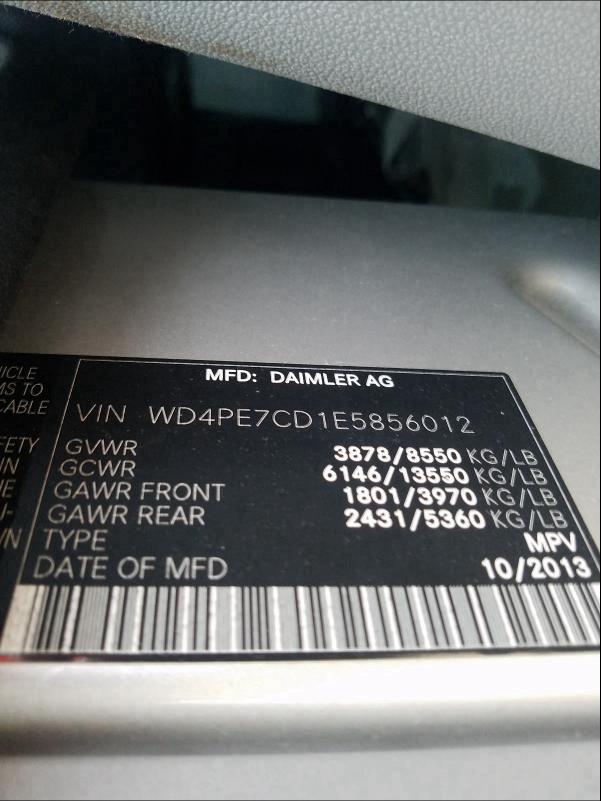 MFD: DAIMLER AG
VIN WD4PE7CD1E5856012
GVWR 3878/8550 KG/LB
GCWR 6146/13550 KG/LB
GAWR FRONT 1801/3970 KG/LB
GAWR REAR 2431/5360 KG/LB
TYPE MPV
DATE OF MFD 10/2013
TO